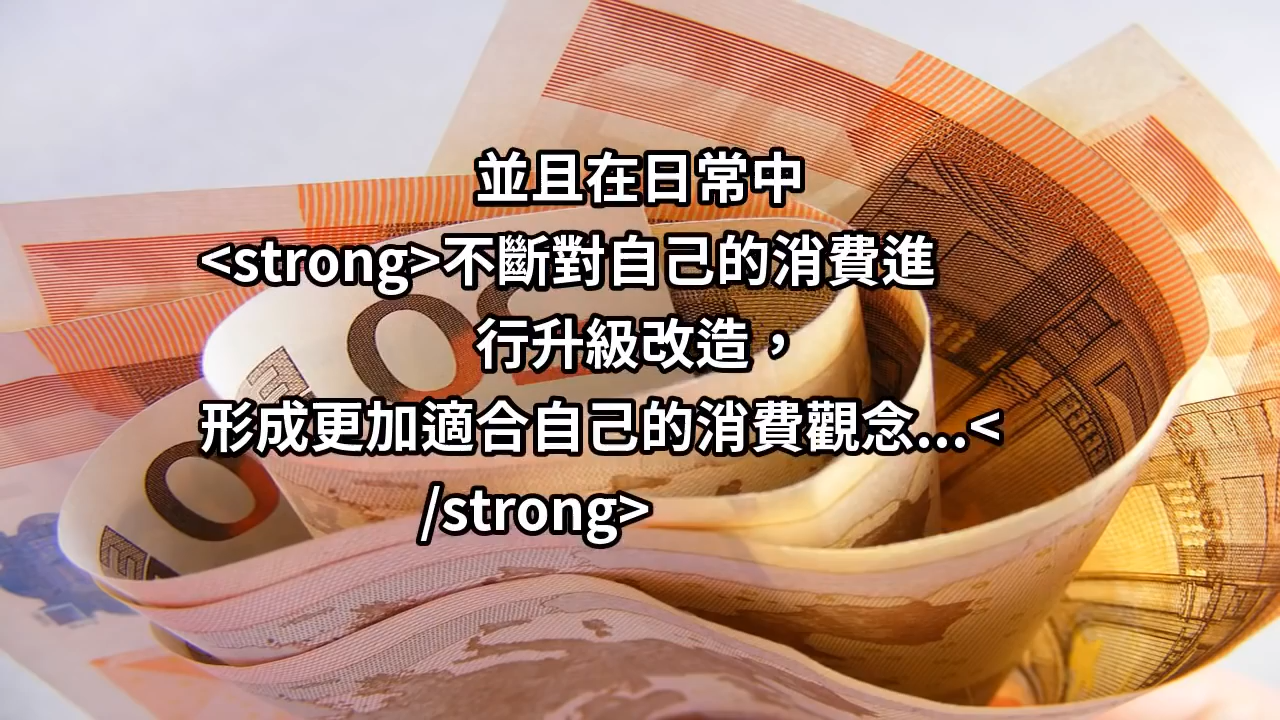 並且在日常中
<strong>不斷對自己的消費進
行升級改造，
形成更加適合自己的消費觀念...<
/strong>